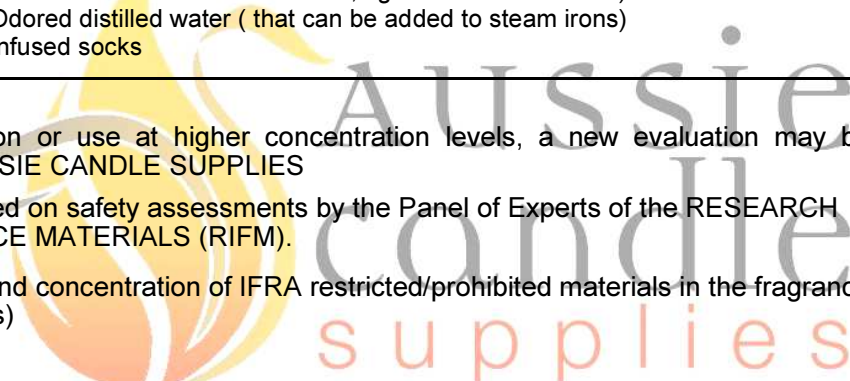 Odored distilled water ( that can be added to steam irons)
nfused socks
on or use at higher concentration levels, a new evaluation may b
SIE CANDLE SUPPLIES
ed on safety assessments by the Panel of Experts of the RESEARCH
CE MATERIALS (RIFM).
nd concentration of IFRA restricted/prohibited materials in the fragranc
s)
Aussie
candle
supplies